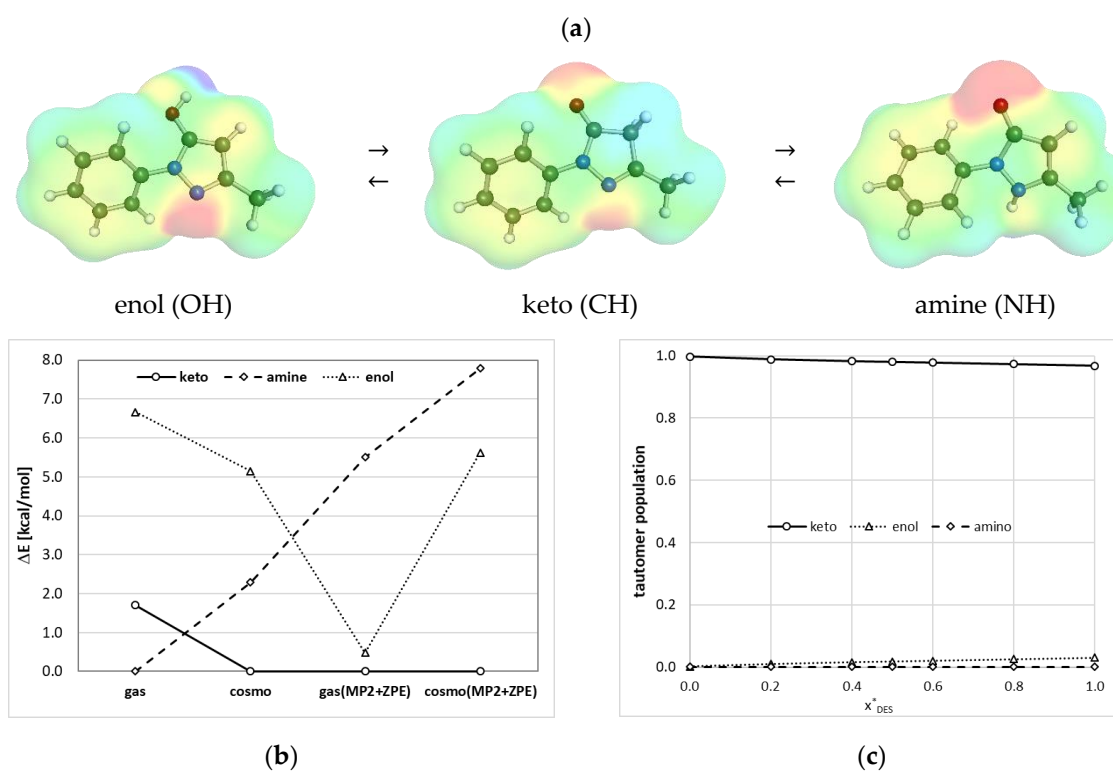 (a)
→
←
→
←
enol (OH)
keto (CH)
amine (NH)
8.0
7.0
6.0
5.0
4.0
3.0
2.0
1.0
0.0
ΔE [kcal/mol]
keto
amine
enol
gas
cosmo
gas(MP2+ZPE)
cosmo(MP2+ZPE)
(b)
1.0
0.8
0.6
0.4
0.2
0.0
tautomer population
keto
enol
amino
0.0
0.2
0.4
0.6
0.8
1.0
x*DES
(c)